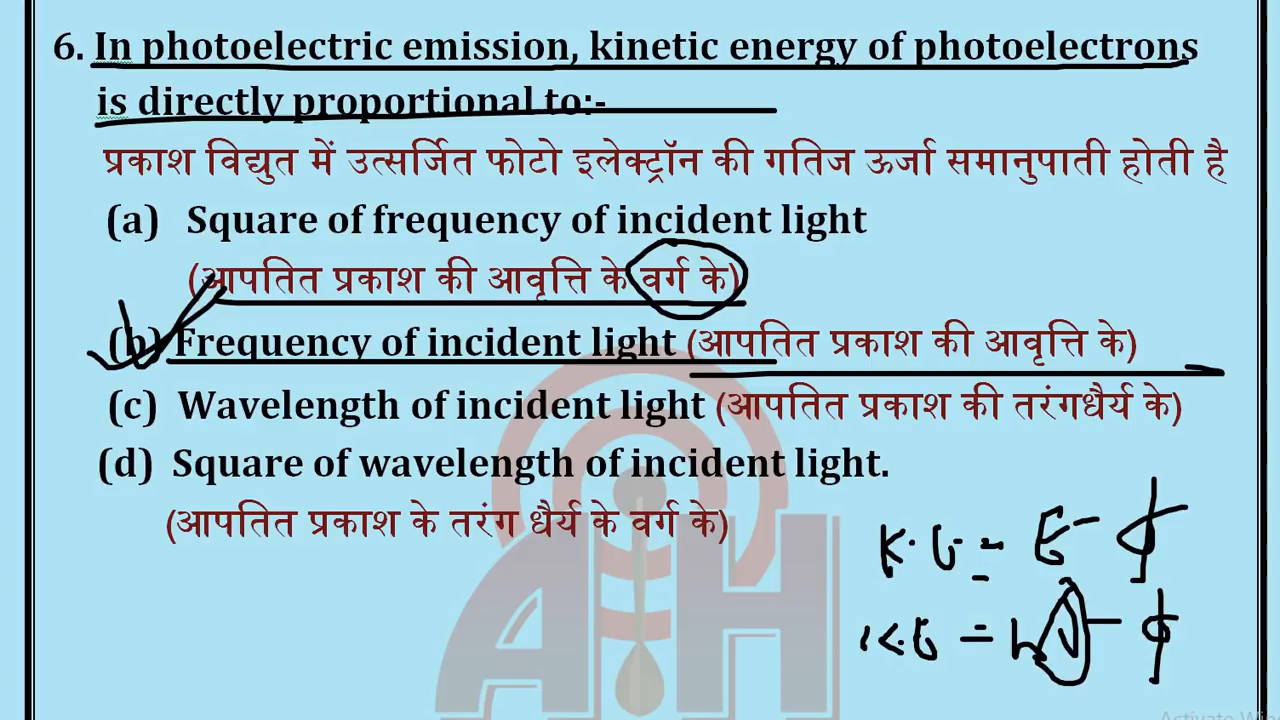 6. In photoelectric emission, kinetic energy of photoelectrons
is directly proportional to:-
प्रकाश विद्युत में उत्सर्जित फोटो इलेक्ट्रॉन की गतिज ऊर्जा समानुपाती होती है
(a) Square of frequency of incident light
(आपतित प्रकाश की आवृत्ति के वर्ग के)
(b) Frequency of incident light (आपतित प्रकाश की आवृत्ति के)
(c) Wavelength of incident light (आपतित प्रकाश की तरंगधैर्य के)
(d) Square of wavelength of incident light.
(आपतित प्रकाश के तरंग धैर्य के वर्ग के)
K.E = E - ϕ
K.E = hν - ϕ
AH